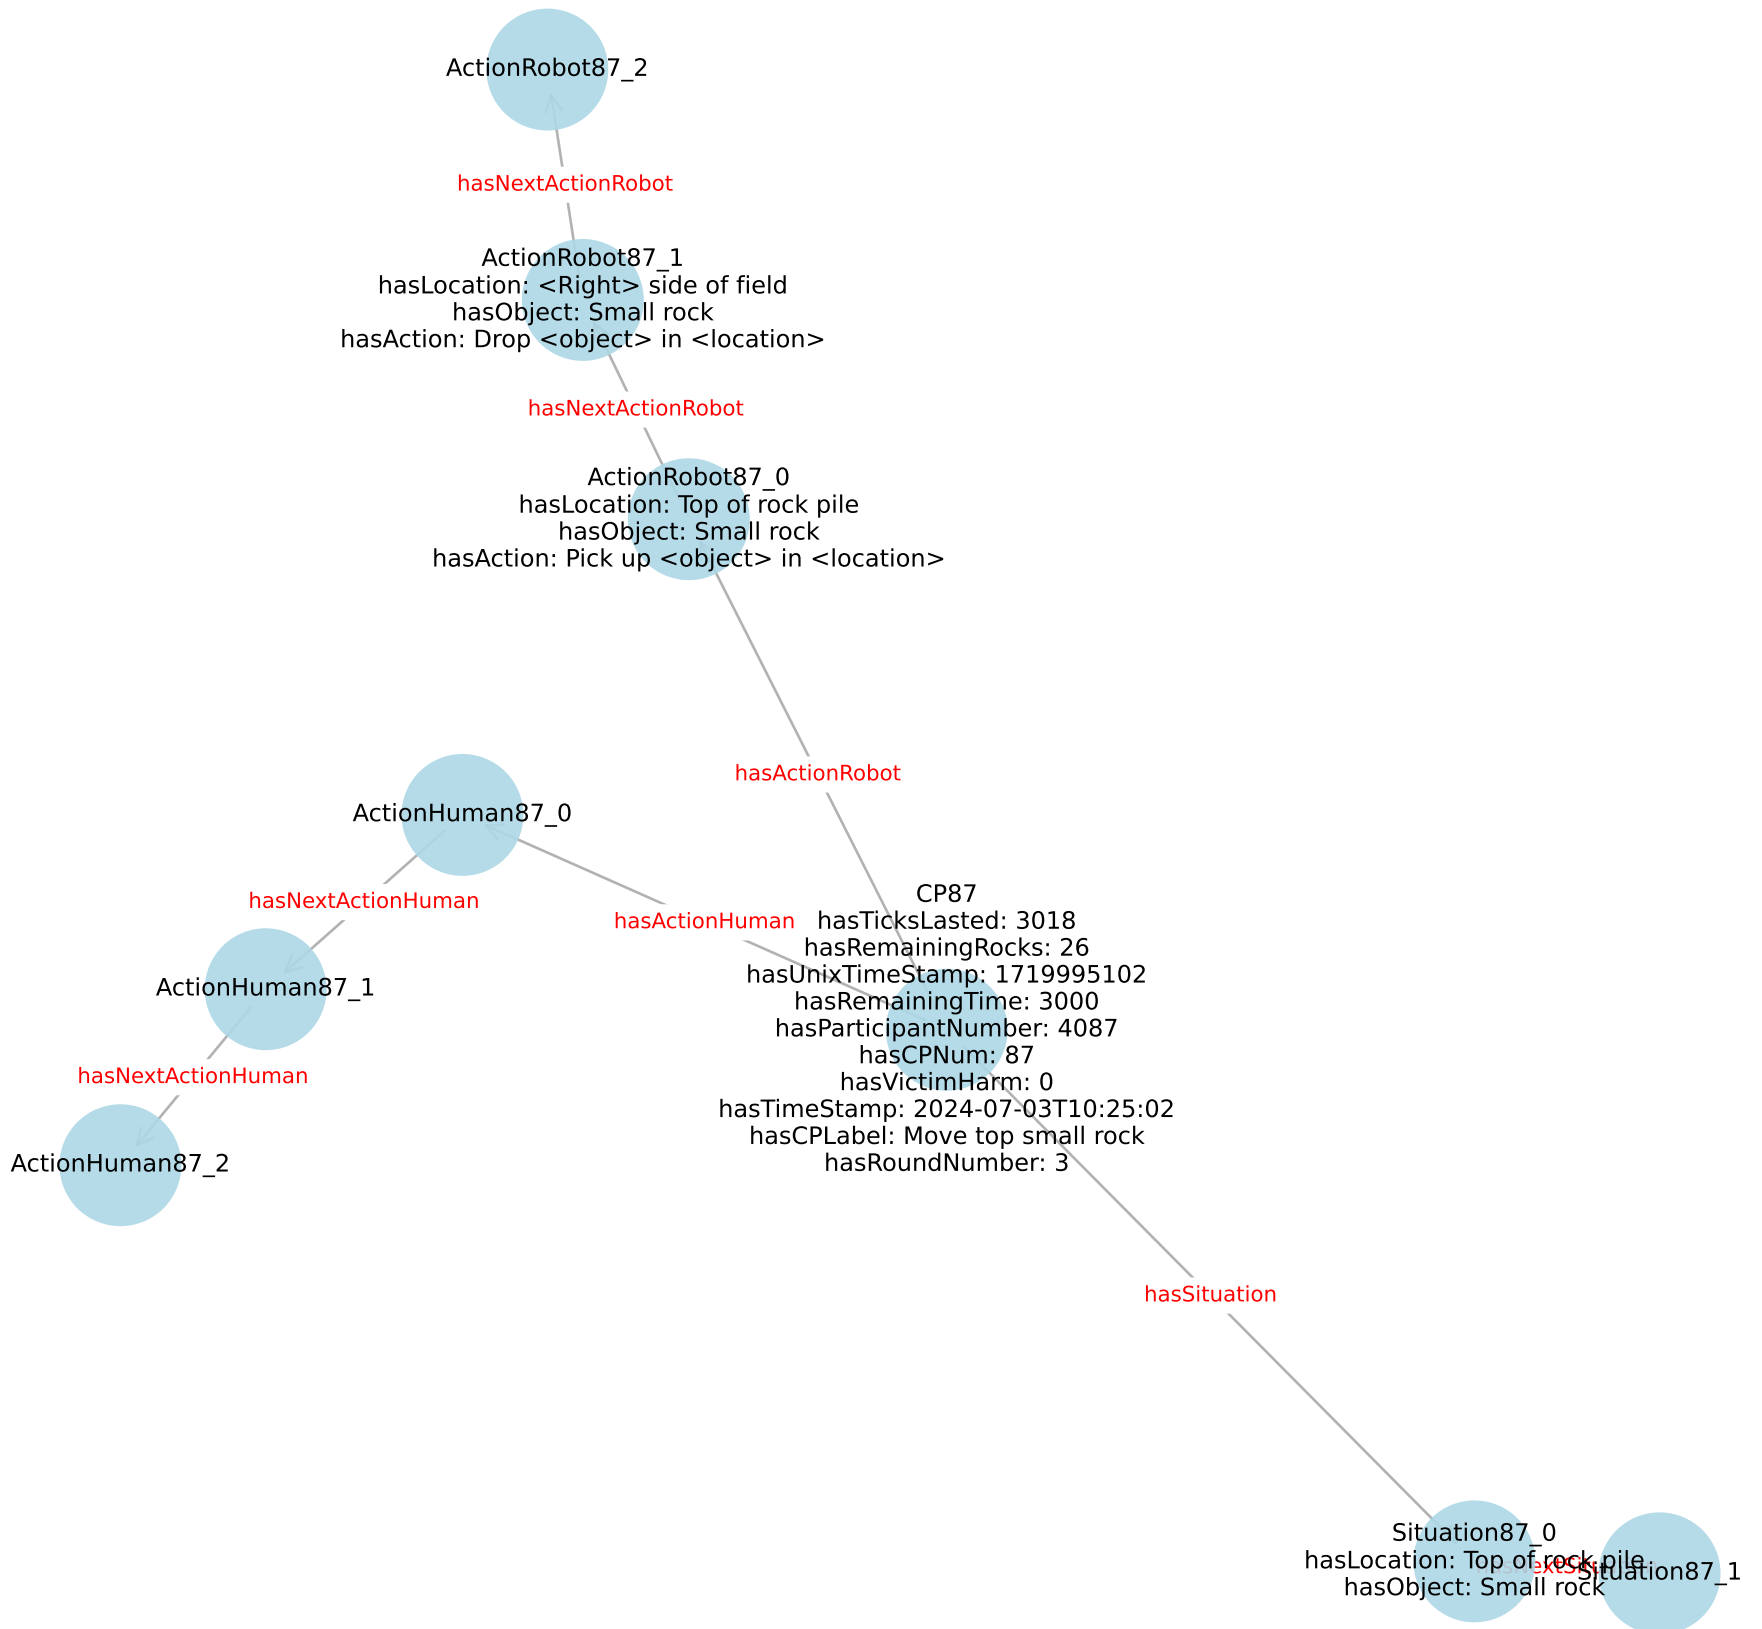 ActionRobot87_2
hasNextActionRobot
ActionRobot87_1
hasLocation: <Right> side of field
hasObject: Small rock
hasAction: Drop <object> in <location>
hasNextActionRobot
ActionRobot87_0
hasLocation: Top of rock pile
hasObject: Small rock
hasAction: Pick up <object> in <location>
hasActionRobot
ActionHuman87_0
hasNextActionHuman
hasActionHuman
ActionHuman87_1
hasNextActionHuman
ActionHuman87_2
CP87
hasTicksLasted: 3018
hasRemainingRocks: 26
hasUnixTimeStamp: 1719995102
hasRemainingTime: 3000
hasParticipantNumber: 4087
hasCPNum: 87
hasVictimHarm: 0
hasTimeStamp: 2024-07-03T10:25:02
hasCPLabel: Move top small rock
hasRoundNumber: 3
hasSituation
Situation87_0
hasLocation: Top of rock pile
hasObject: Small rock
Situation87_1